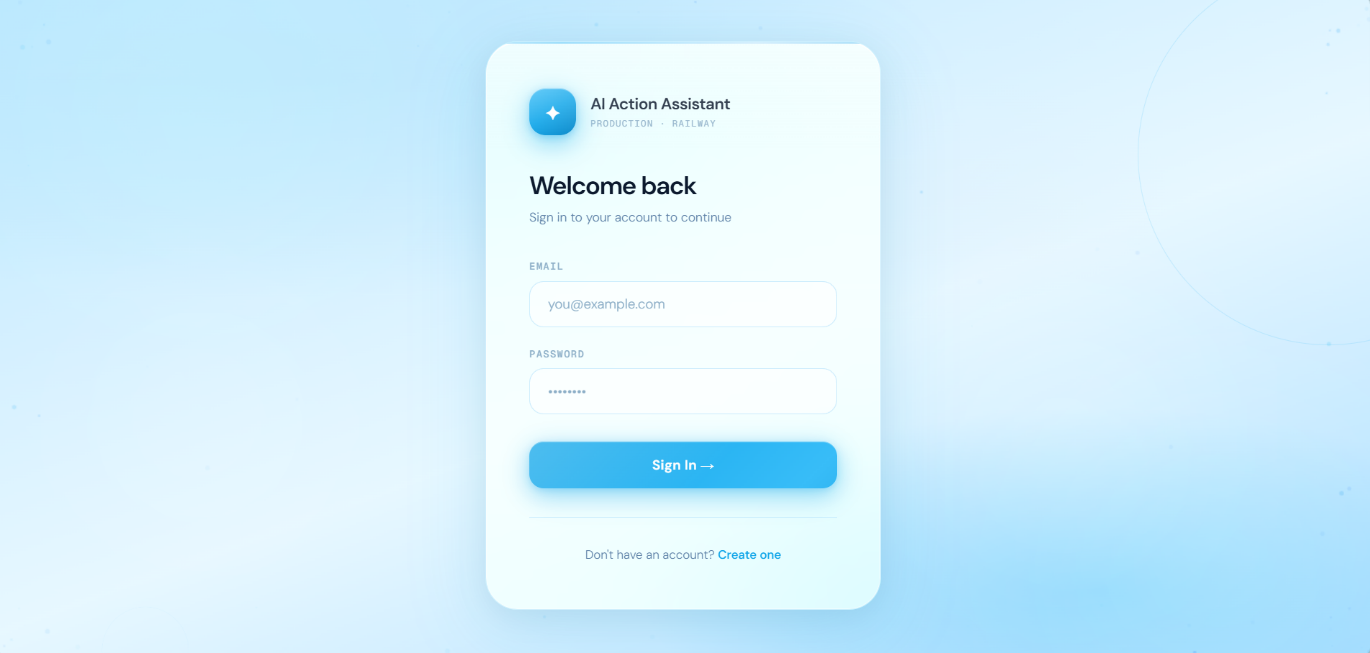 AI Action Assistant
PRODUCTION · RAILWAY
Welcome back
Sign in to your account to continue
EMAIL
you@example.com
PASSWORD
••••••••
Sign In →
Don't have an account? Create one